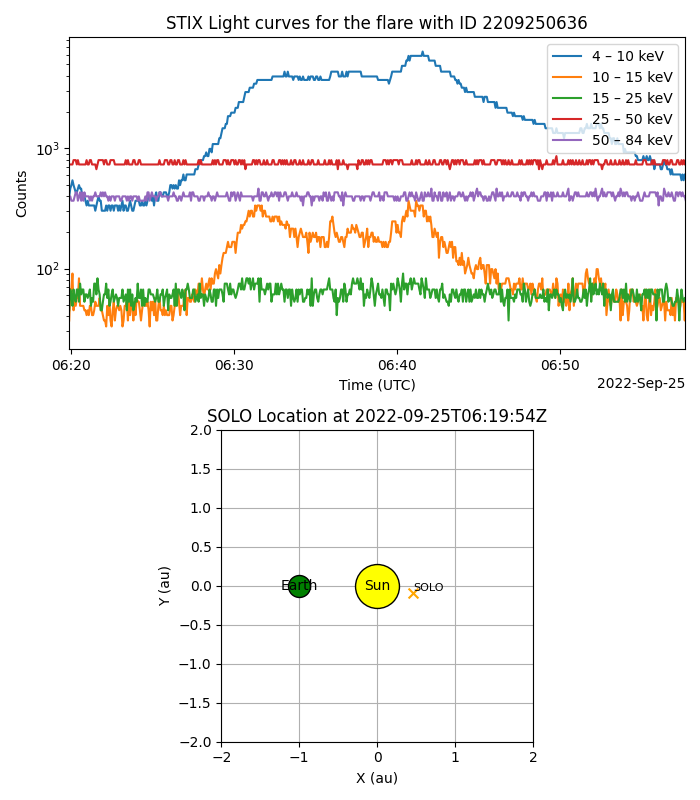 STIX Light curves for the flare with ID 2209250636
4 – 10 keV
10 – 15 keV
15 – 25 keV
25 – 50 keV
50 – 84 keV
10³
10²
Counts
06:20 06:30 06:40 06:50
Time (UTC)
2022-Sep-25
SOLO Location at 2022-09-25T06:19:54Z
2.0
1.5
1.0
0.5
0.0
−0.5
−1.0
−1.5
−2.0
Y (au)
Earth Sun SOLO
−2 −1 0 1 2
X (au)